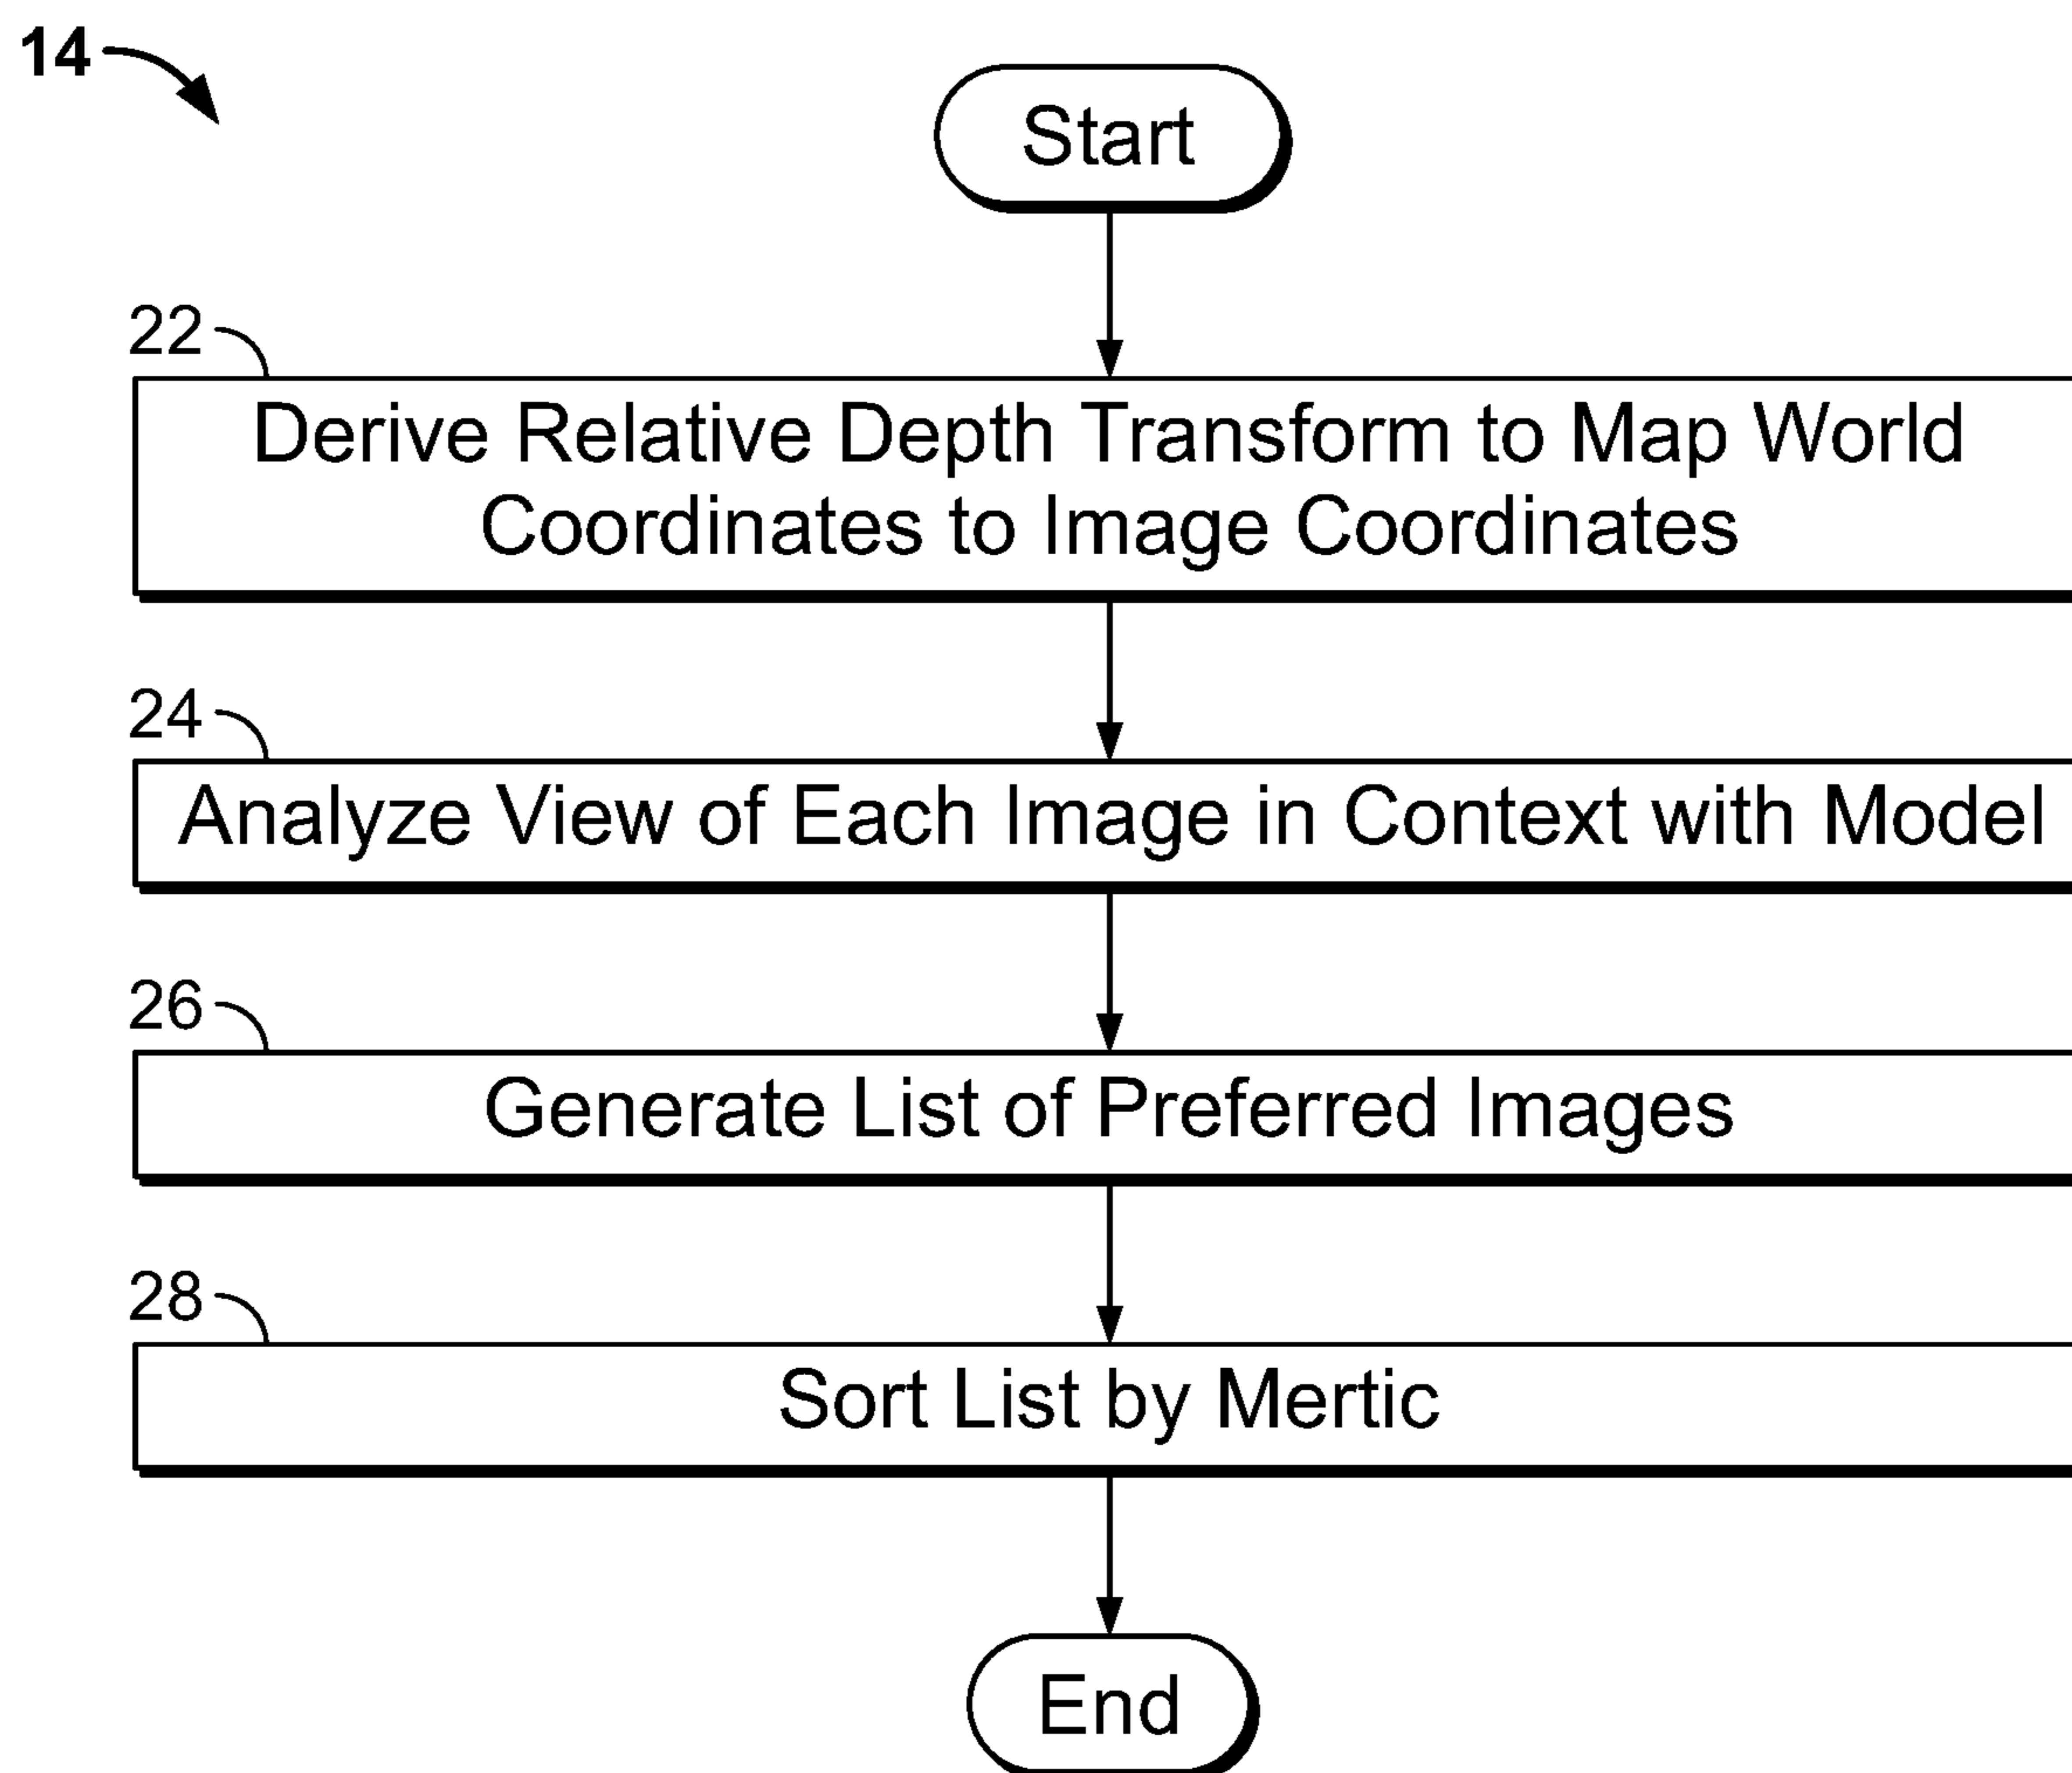 14
Start
22
Derive Relative Depth Transform to Map World
Coordinates to Image Coordinates
24
Analyze View of Each Image in Context with Model
26
Generate List of Preferred Images
28
Sort List by Mertic
End